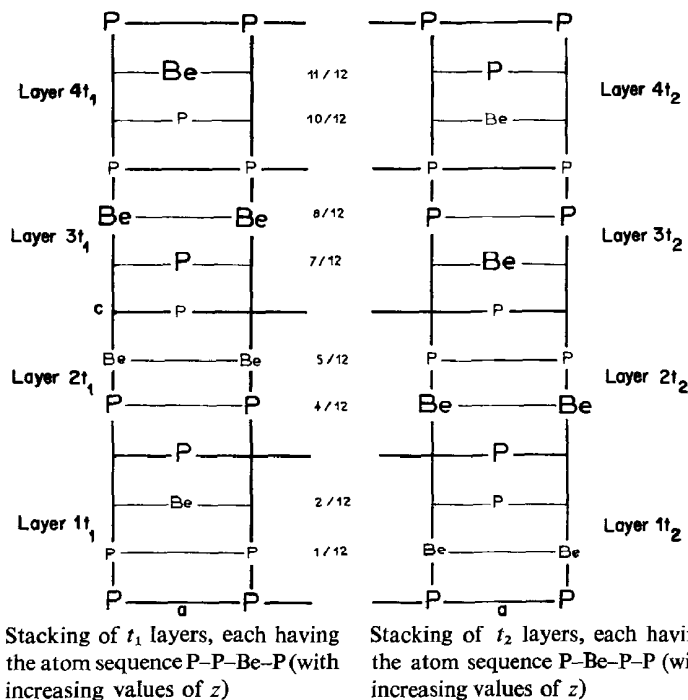 P P P P
Layer 4t1 Be 11/12 P Layer 4t2
P 10/12 Be
P P P P
Be Be 8/12 P P
Layer 3t1 P 7/12 Be Layer 3t2
c P P
Be Be 5/12 P P
Layer 2t1 P P 4/12 Be Be Layer 2t2
P P
Be 2/12 P
Layer 1t1 P P 1/12 Be Be Layer 1t2
P a P P a P
Stacking of t₁ layers, each having
the atom sequence P–P–Be–P (with
increasing values of z)
Stacking of t₂ layers, each havi
the atom sequence P–Be–P–P (wi
increasing values of z)